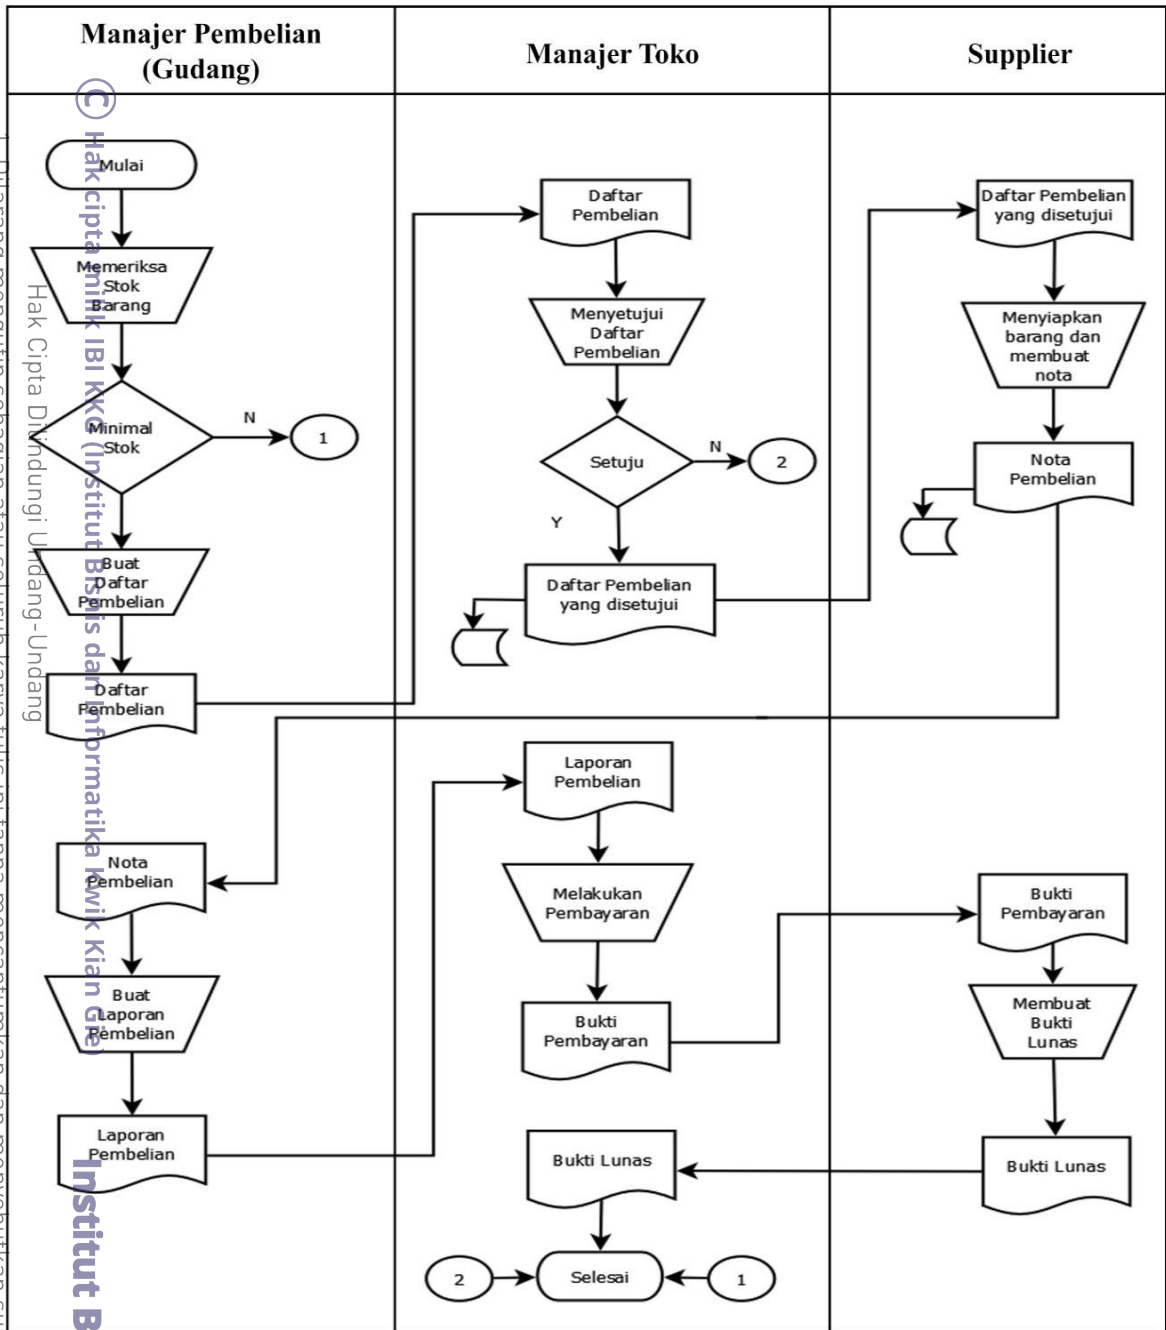 Manajer Pembelian
(Gudang)
Manajer Toko
Supplier
Mulai
Memeriksa
Stok
Barang
Minimal
Stok
N
1
Buat
Daftar
Pembelian
Daftar
Pembelian
Nota
Pembelian
Buat
Laporan
Pembelian
Laporan
Pembelian
Daftar
Pembelian
Menyetujui
Daftar
Pembelian
Setuju
N
2
Y
Daftar Pembelian
yang disetujui
Laporan
Pembelian
Melakukan
Pembayaran
Bukti
Pembayaran
Bukti Lunas
2
Selesai
1
Daftar Pembelian
yang disetujui
Menyiapkan
barang dan
membuat
nota
Nota
Pembelian
Bukti
Pembayaran
Membuat
Bukti
Lunas
Bukti Lunas
© Hak cipta milik IBI KKG (Institut Bisnis dan Informatika Kwik Kian Gie)
Institut B
Hak Cipta Dilindungi Undang-Undang